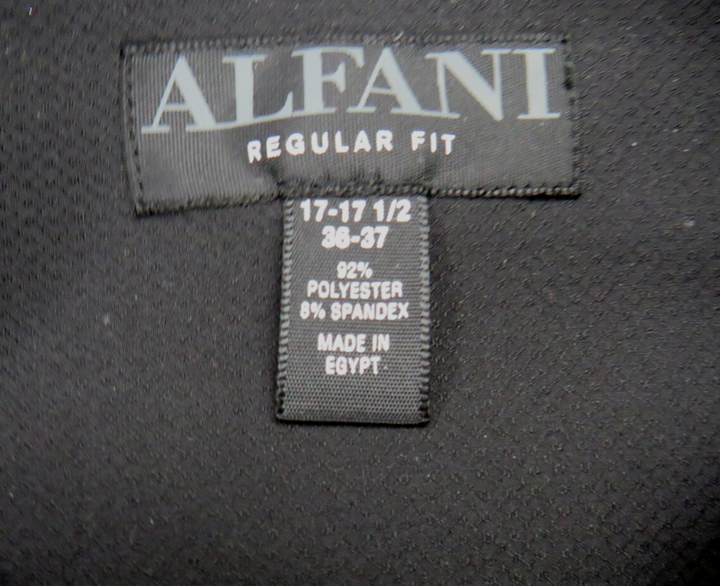 ALFANI
REGULAR FIT
17-17 1/2
36-37
92%
POLYESTER
8% SPANDEX
MADE IN
EGYPT